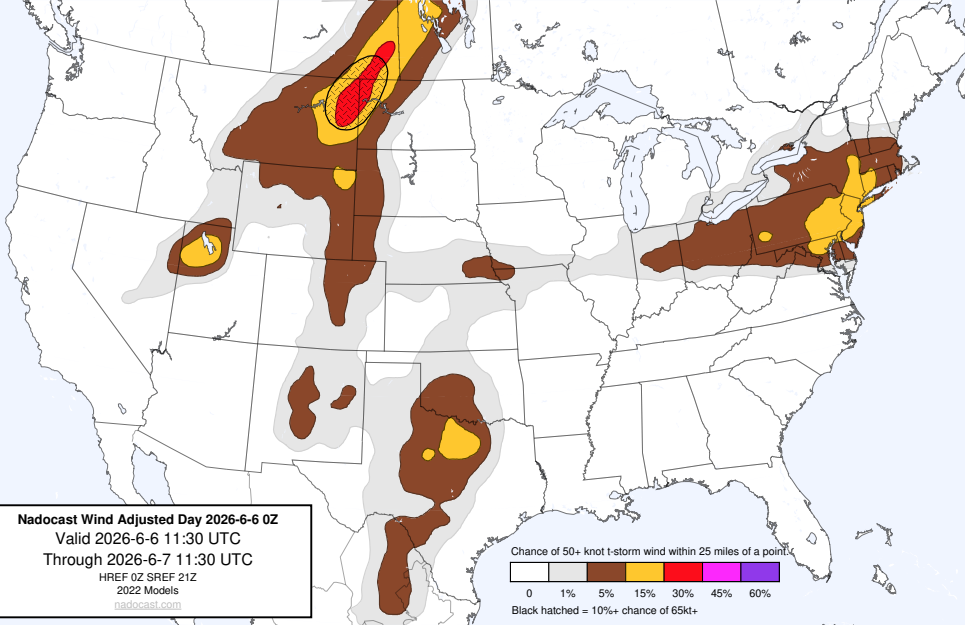 Nadocast Wind Adjusted Day 2026-6-6 0Z
Valid 2026-6-6 11:30 UTC
Through 2026-6-7 11:30 UTC
HREF 0Z SREF 21Z
2022 Models
nadocast.com
Chance of 50+ knot t-storm wind within 25 miles of a point.
0 1% 5% 15% 30% 45% 60%
Black hatched = 10%+ chance of 65kt+